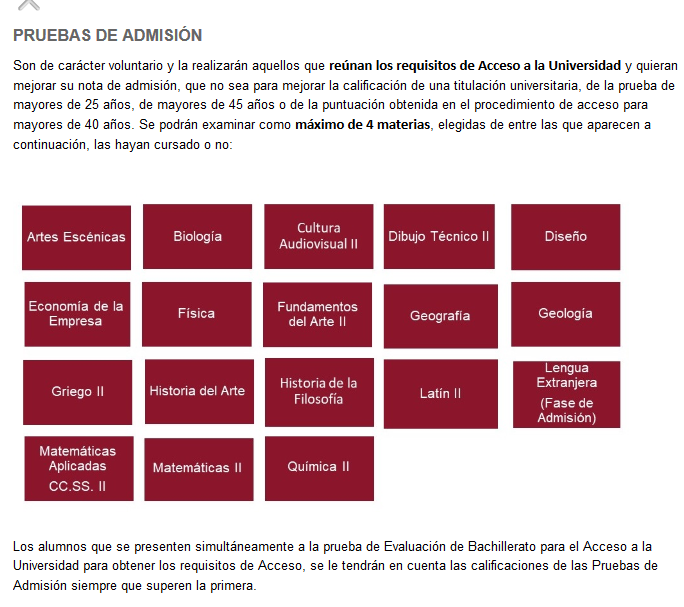 PRUEBAS DE ADMISIÓN
Son de carácter voluntario y la realizarán aquellos que reúnan los requisitos de Acceso a la Universidad y quieran
mejorar su nota de admisión, que no sea para mejorar la calificación de una titulación universitaria, de la prueba de
mayores de 25 años, de mayores de 45 años o de la puntuación obtenida en el procedimiento de acceso para
mayores de 40 años. Se podrán examinar como máximo de 4 materias, elegidas de entre las que aparecen a
continuación, las hayan cursado o no:
Artes Escénicas
Biología
Cultura
Audiovisual II
Dibujo Técnico II
Diseño
Economía de la
Empresa
Física
Fundamentos
del Arte II
Geografía
Geología
Griego II
Historia del Arte
Historia de la
Filosofía
Latín II
Lengua
Extranjera
(Fase de
Admisión)
Matemáticas
Aplicadas
CC.SS. II
Matemáticas II
Química II
Los alumnos que se presenten simultáneamente a la prueba de Evaluación de Bachillerato para el Acceso a la
Universidad para obtener los requisitos de Acceso, se le tendrán en cuenta las calificaciones de las Pruebas de
Admisión siempre que superen la primera.